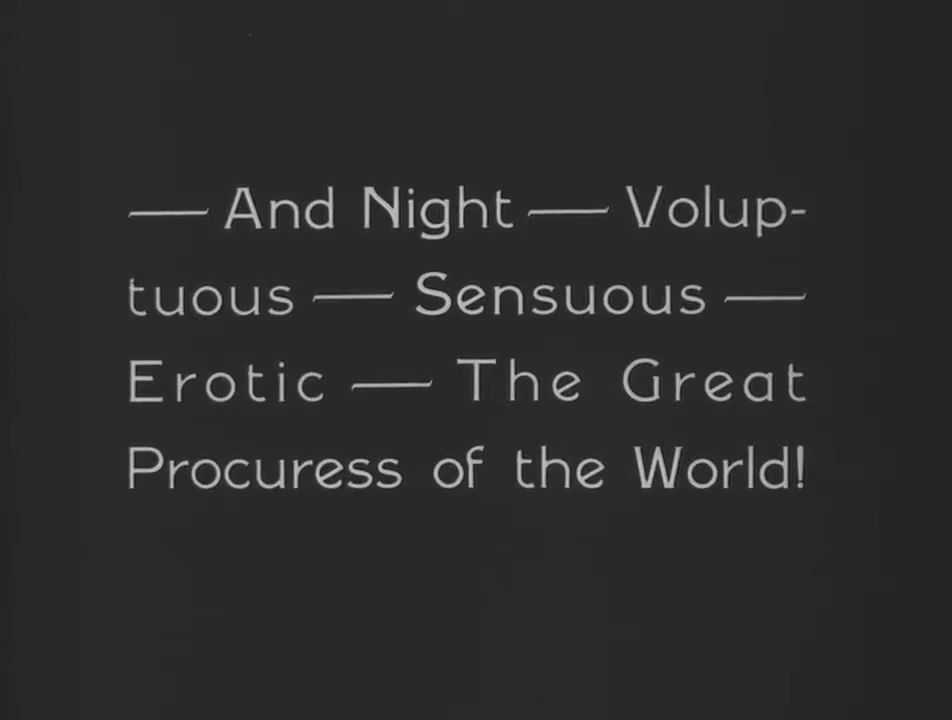 — And Night — Volup-
tuous — Sensuous —
Erotic — The Great
Procuress of the World!